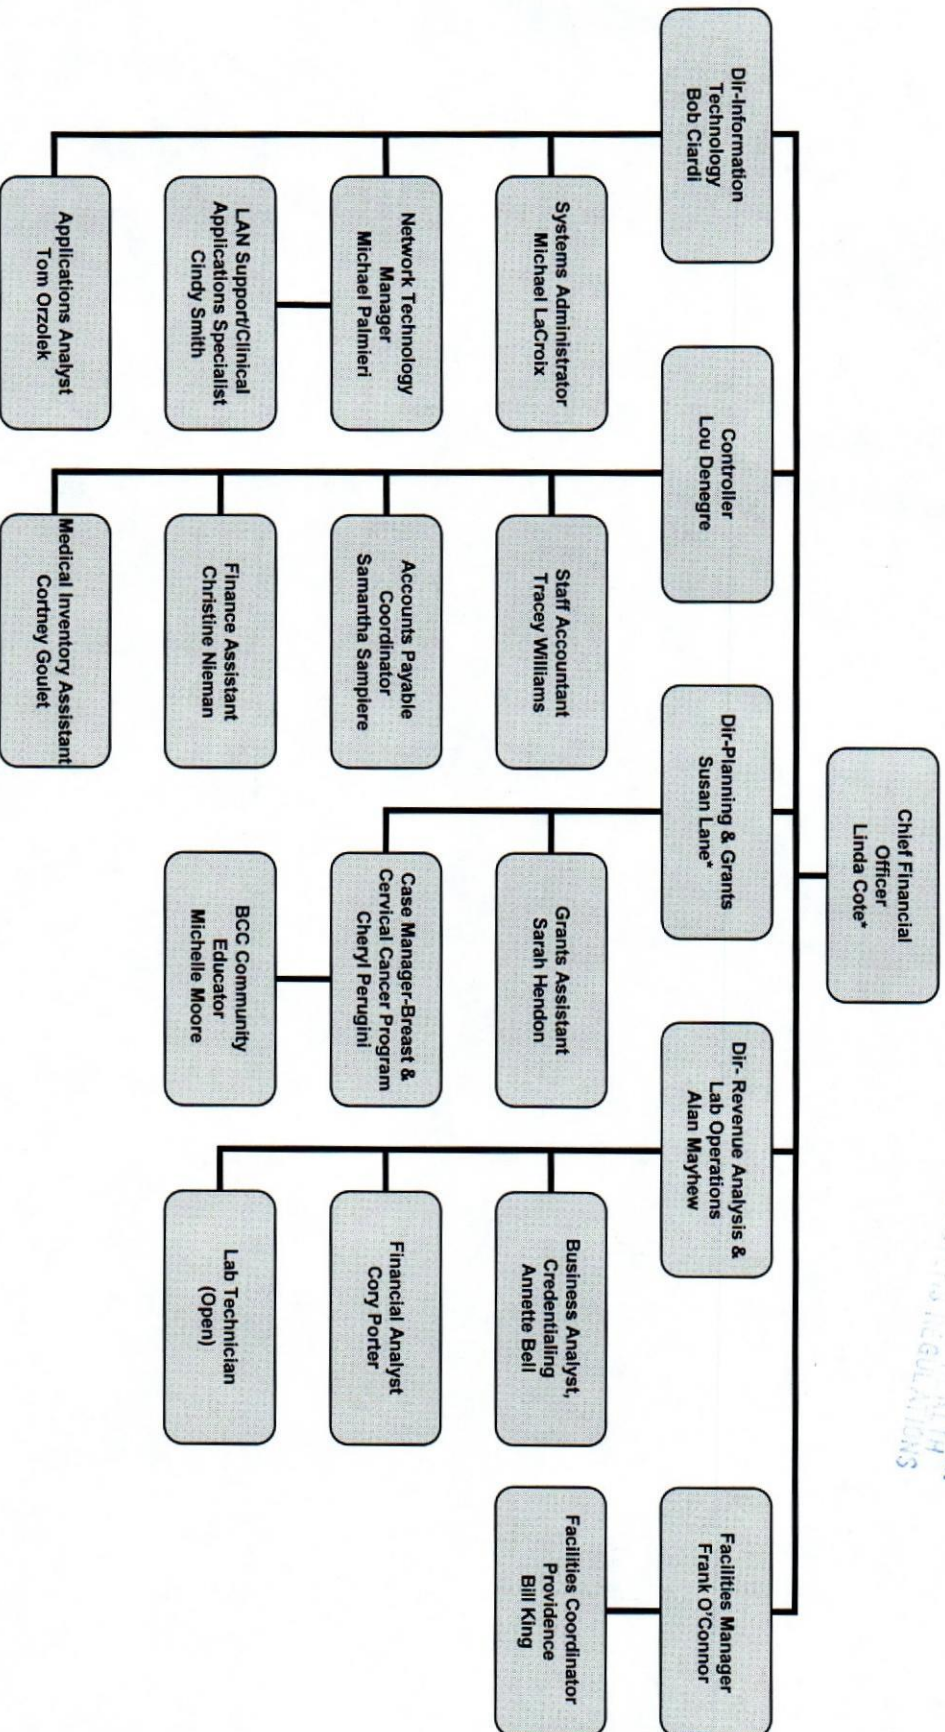 Chief Financial
Officer
Linda Cote*
Dir-Information
Technology
Bob Ciardi
Controller
Lou Denegre
Dir-Planning & Grants
Susan Lane*
Dir- Revenue Analysis &
Lab Operations
Alan Mayhew
Facilities Manager
Frank O'Connor
Systems Administrator
Michael LaCroix
Network Technology
Manager
Michael Palmieri
LAN Support/Clinical
Applications Specialist
Cindy Smith
Applications Analyst
Tom Orzolek
Staff Accountant
Tracey Williams
Accounts Payable
Coordinator
Samantha Sampiere
Finance Assistant
Christine Nieman
Medical Inventory Assistant
Cortney Goulet
Grants Assistant
Sarah Hendon
Case Manager-Breast &
Cervical Cancer Program
Cheryl Perugini
BCC Community
Educator
Michelle Moore
Business Analyst,
Credentialing
Annette Bell
Financial Analyst
Cory Porter
Lab Technician
(Open)
Facilities Coordinator
Providence
Bill King